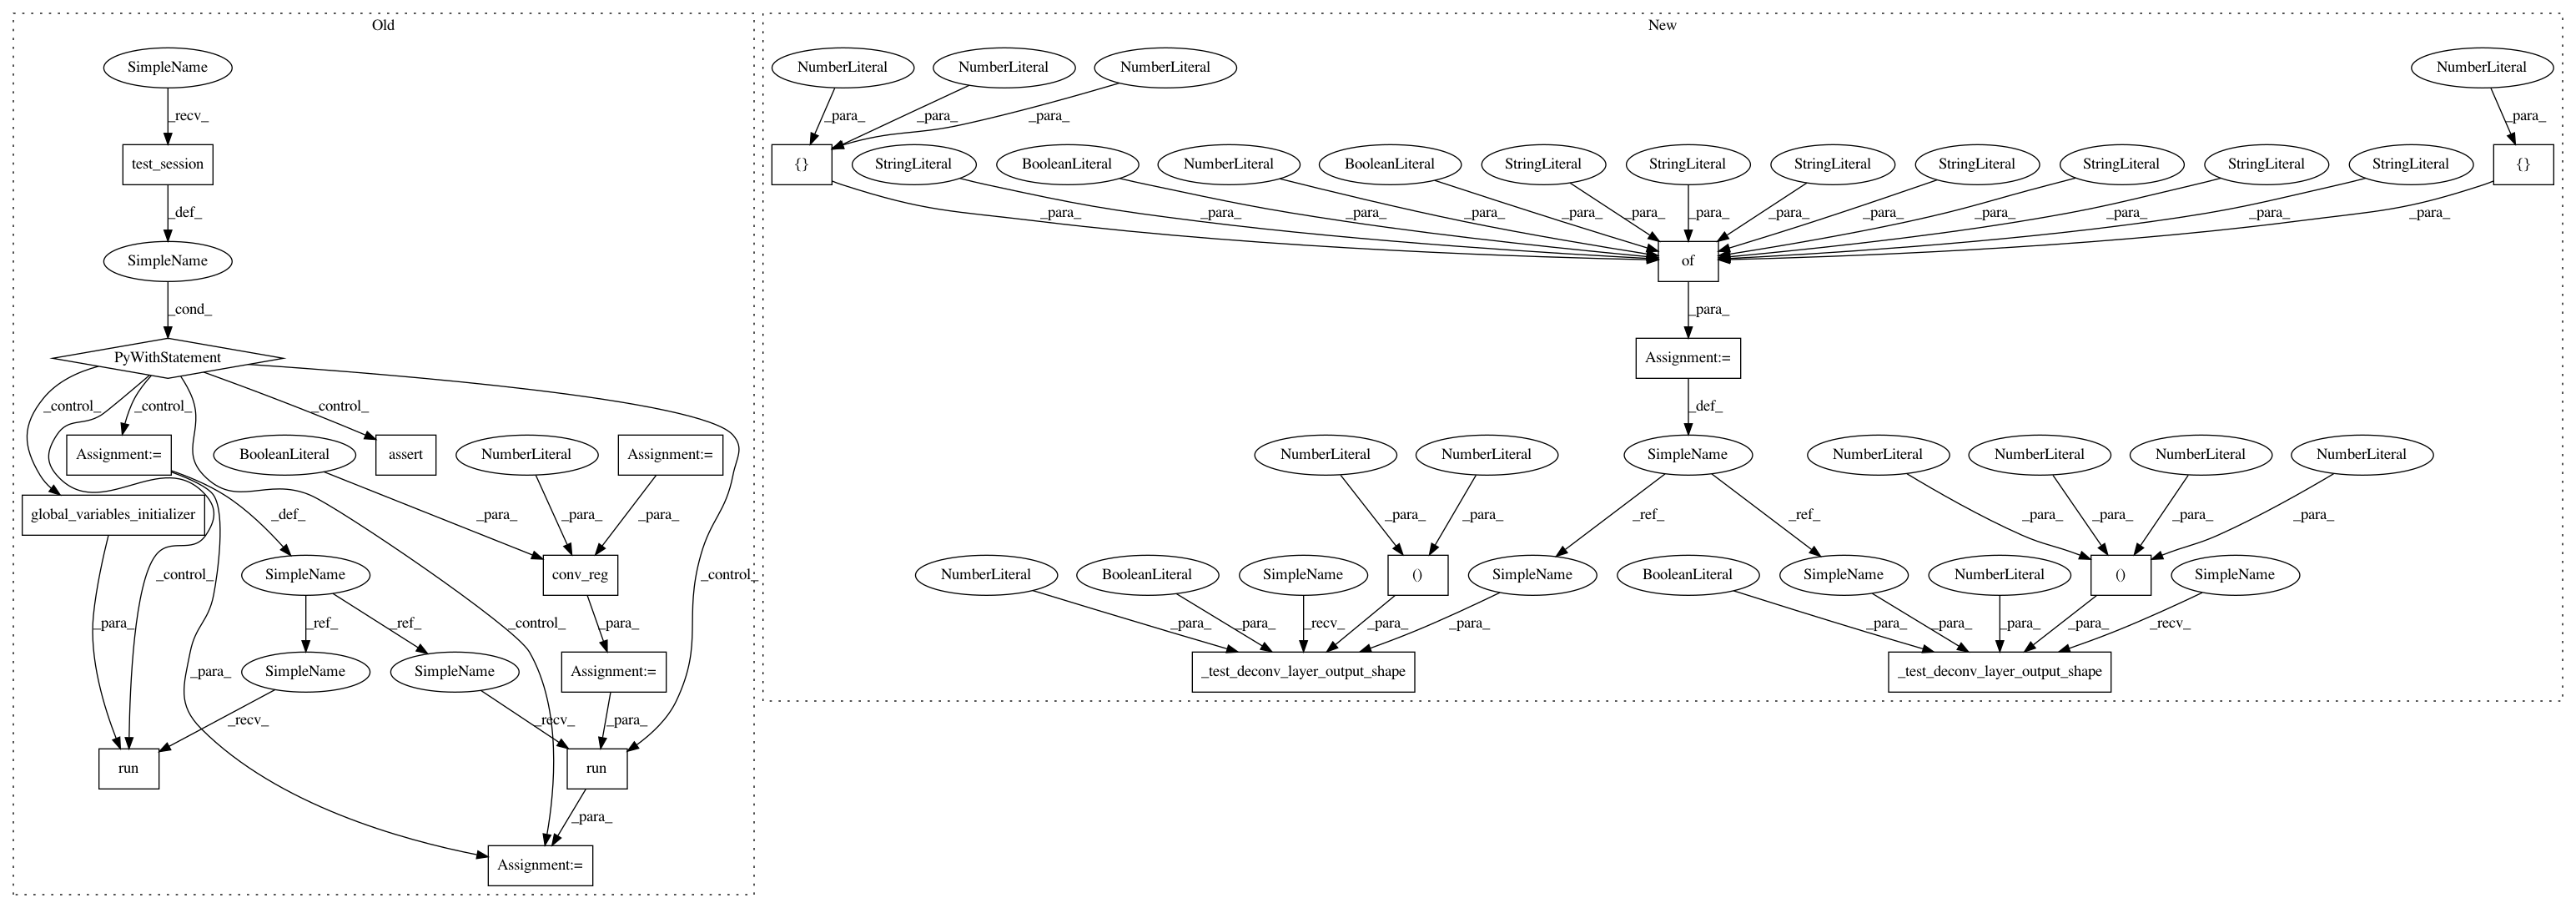 Old
New
SimpleName
NumberLiteral
NumberLiteral
NumberLiteral
NumberLiteral
_recv_
_para_
_para_
_para_
_para_
test_session
{}
StringLiteral
BooleanLiteral
NumberLiteral
BooleanLiteral
StringLiteral
StringLiteral
StringLiteral
StringLiteral
StringLiteral
StringLiteral
StringLiteral
{}
_def_
_para_
_para_
_para_
_para_
_para_
_para_
_para_
_para_
_para_
_para_
_para_
_para_
_para_
SimpleName
of
_cond_
_para_
PyWithStatement
Assignment:=
_control_
_control_
_control_
_def_
Assignment:=
BooleanLiteral
assert
NumberLiteral
Assignment:=
NumberLiteral
NumberLiteral
SimpleName
NumberLiteral
NumberLiteral
NumberLiteral
NumberLiteral
global_variables_initializer
_def_
_para_
_para_
_para_
_para_
_para_
_ref_
_ref_
_para_
_para_
_para_
_para_
_control_
SimpleName
conv_reg
_control_
NumberLiteral
BooleanLiteral
SimpleName
()
SimpleName
BooleanLiteral
SimpleName
NumberLiteral
()
SimpleName
_para_
_ref_
_ref_
_control_
_para_
_para_
_para_
_recv_
_para_
_para_
_para_
_para_
_para_
_para_
_recv_
_para_
SimpleName
SimpleName
Assignment:=
_test_deconv_layer_output_shape
_test_deconv_layer_output_shape
_recv_
_recv_
_para_
run
run
_para_
Assignment:=